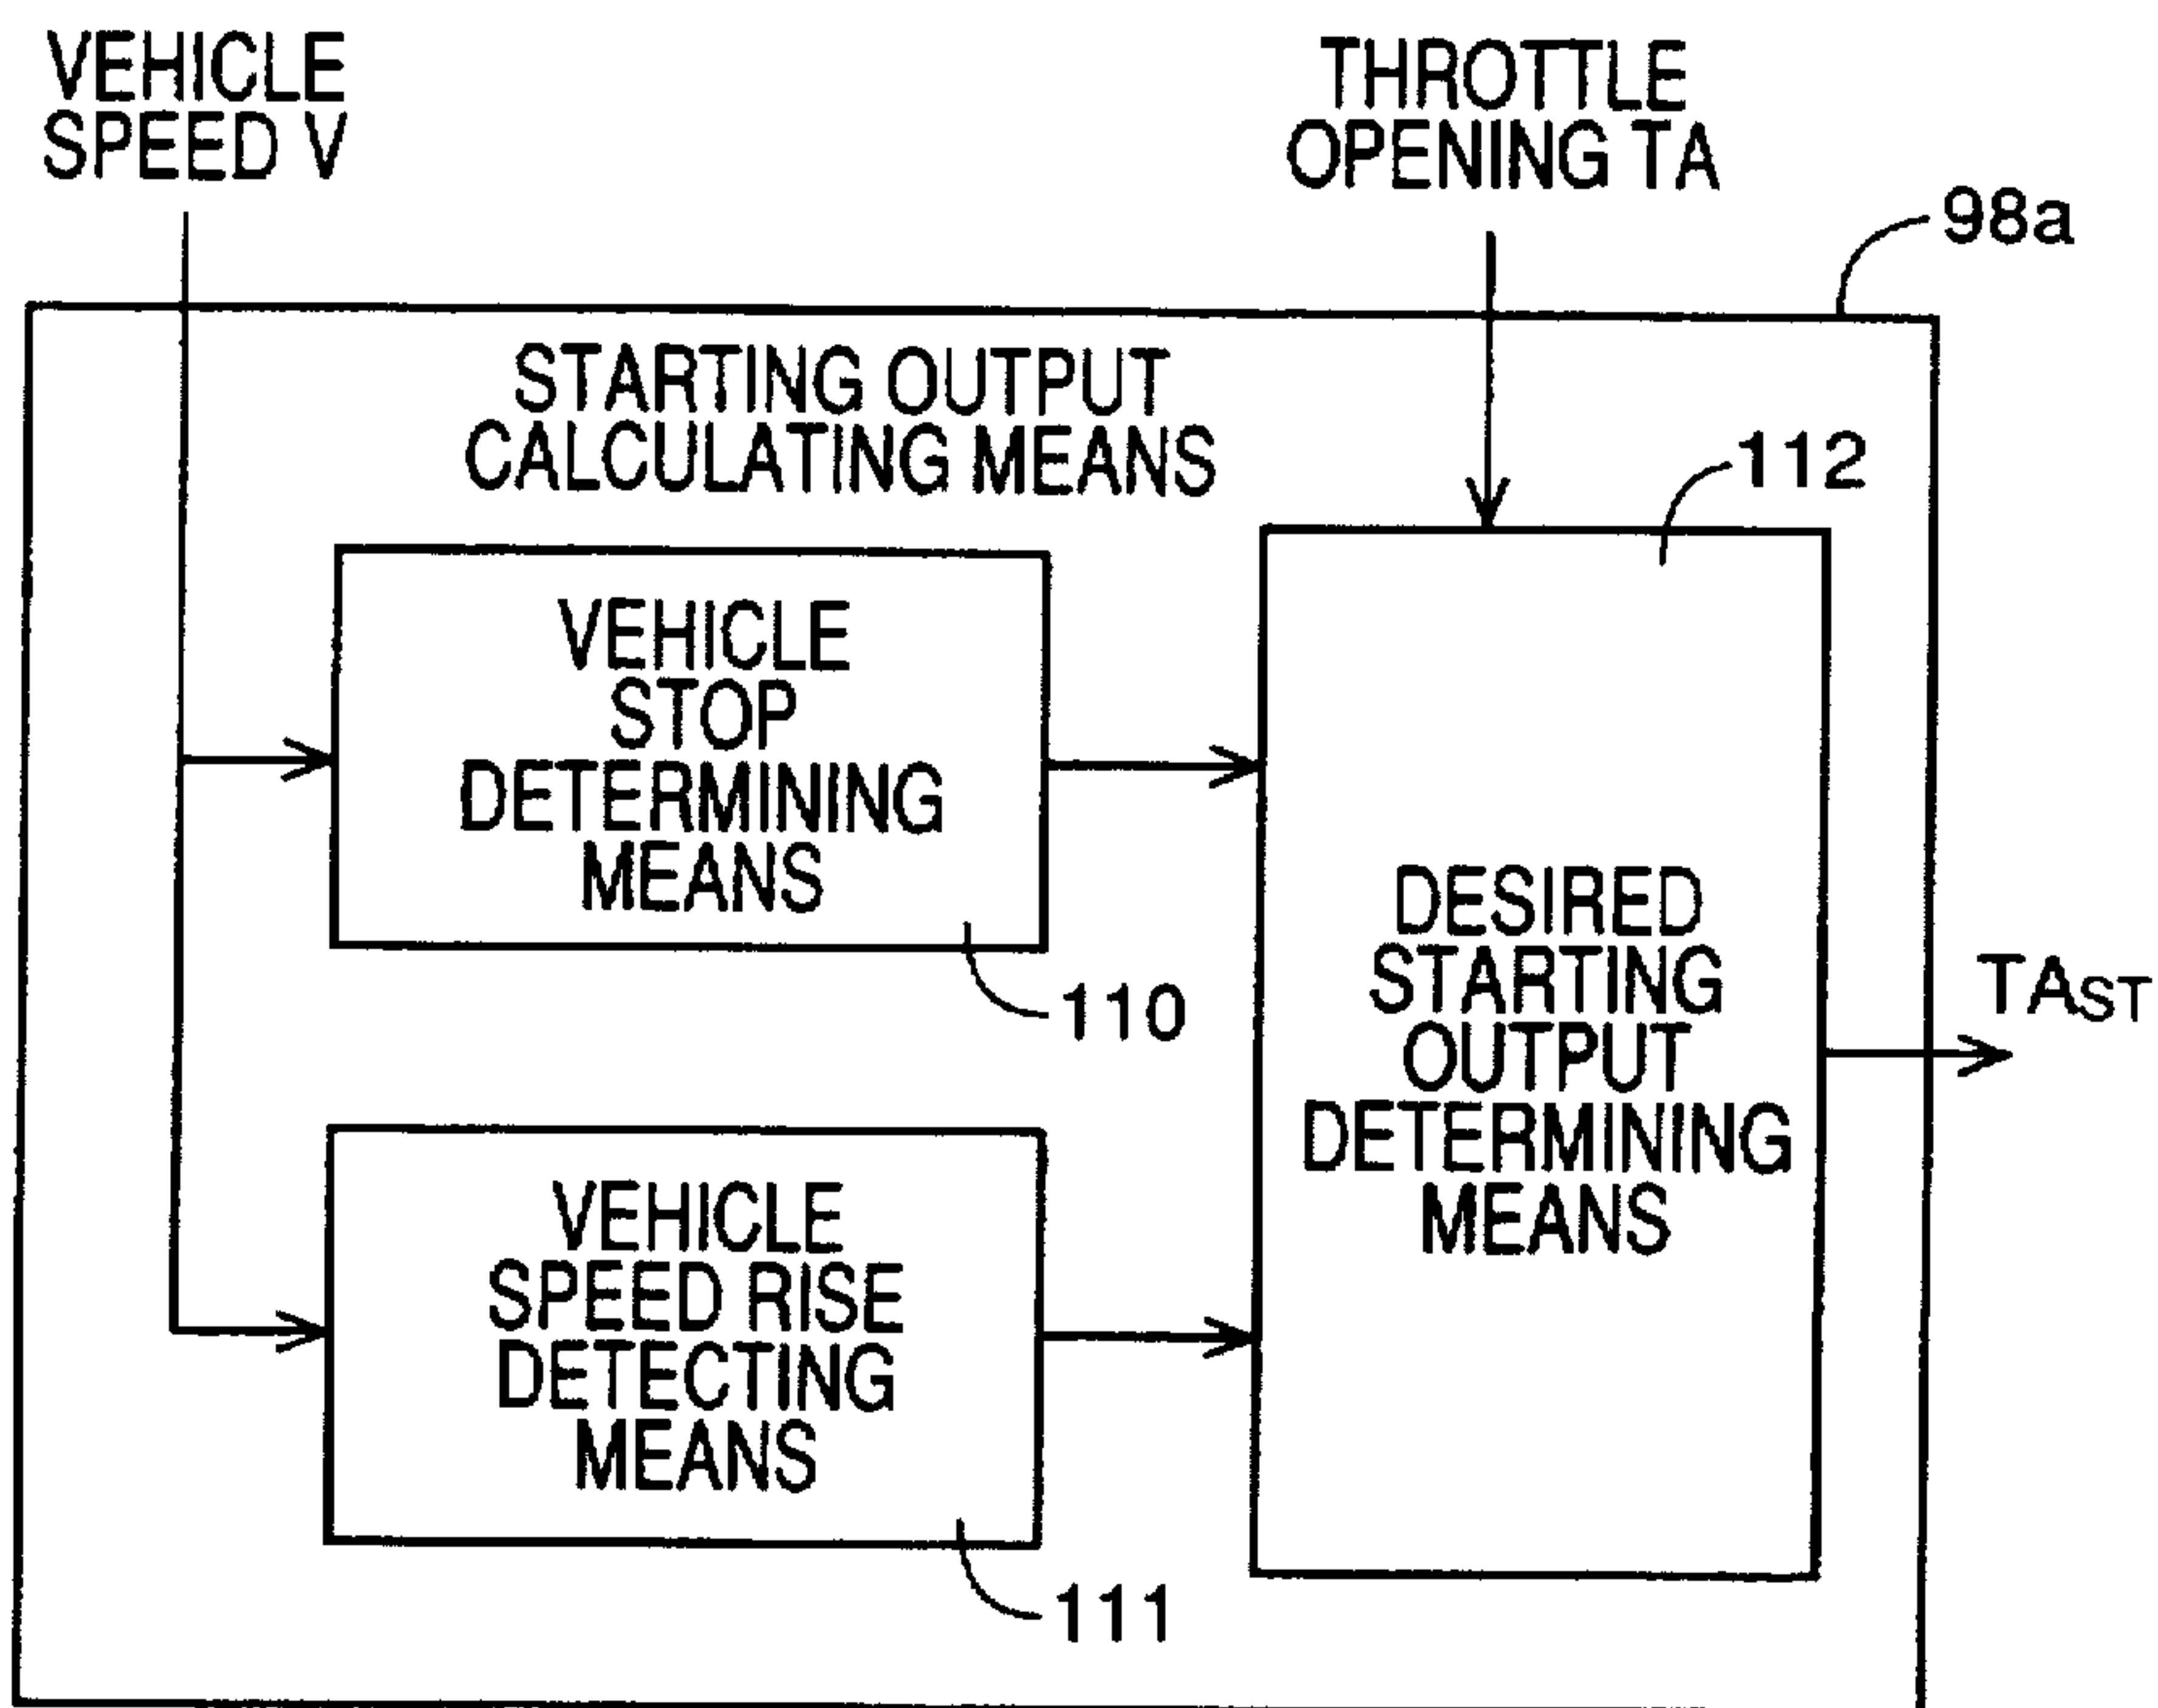 VEHICLE
SPEED V
THROTTLE
OPENING TA
98a
STARTING OUTPUT
CALCULATING MEANS
112
VEHICLE
STOP
DETERMINING
MEANS
110
DESIRED
STARTING
OUTPUT
DETERMINING
MEANS
TAST
VEHICLE
SPEED RISE
DETECTING
MEANS
111